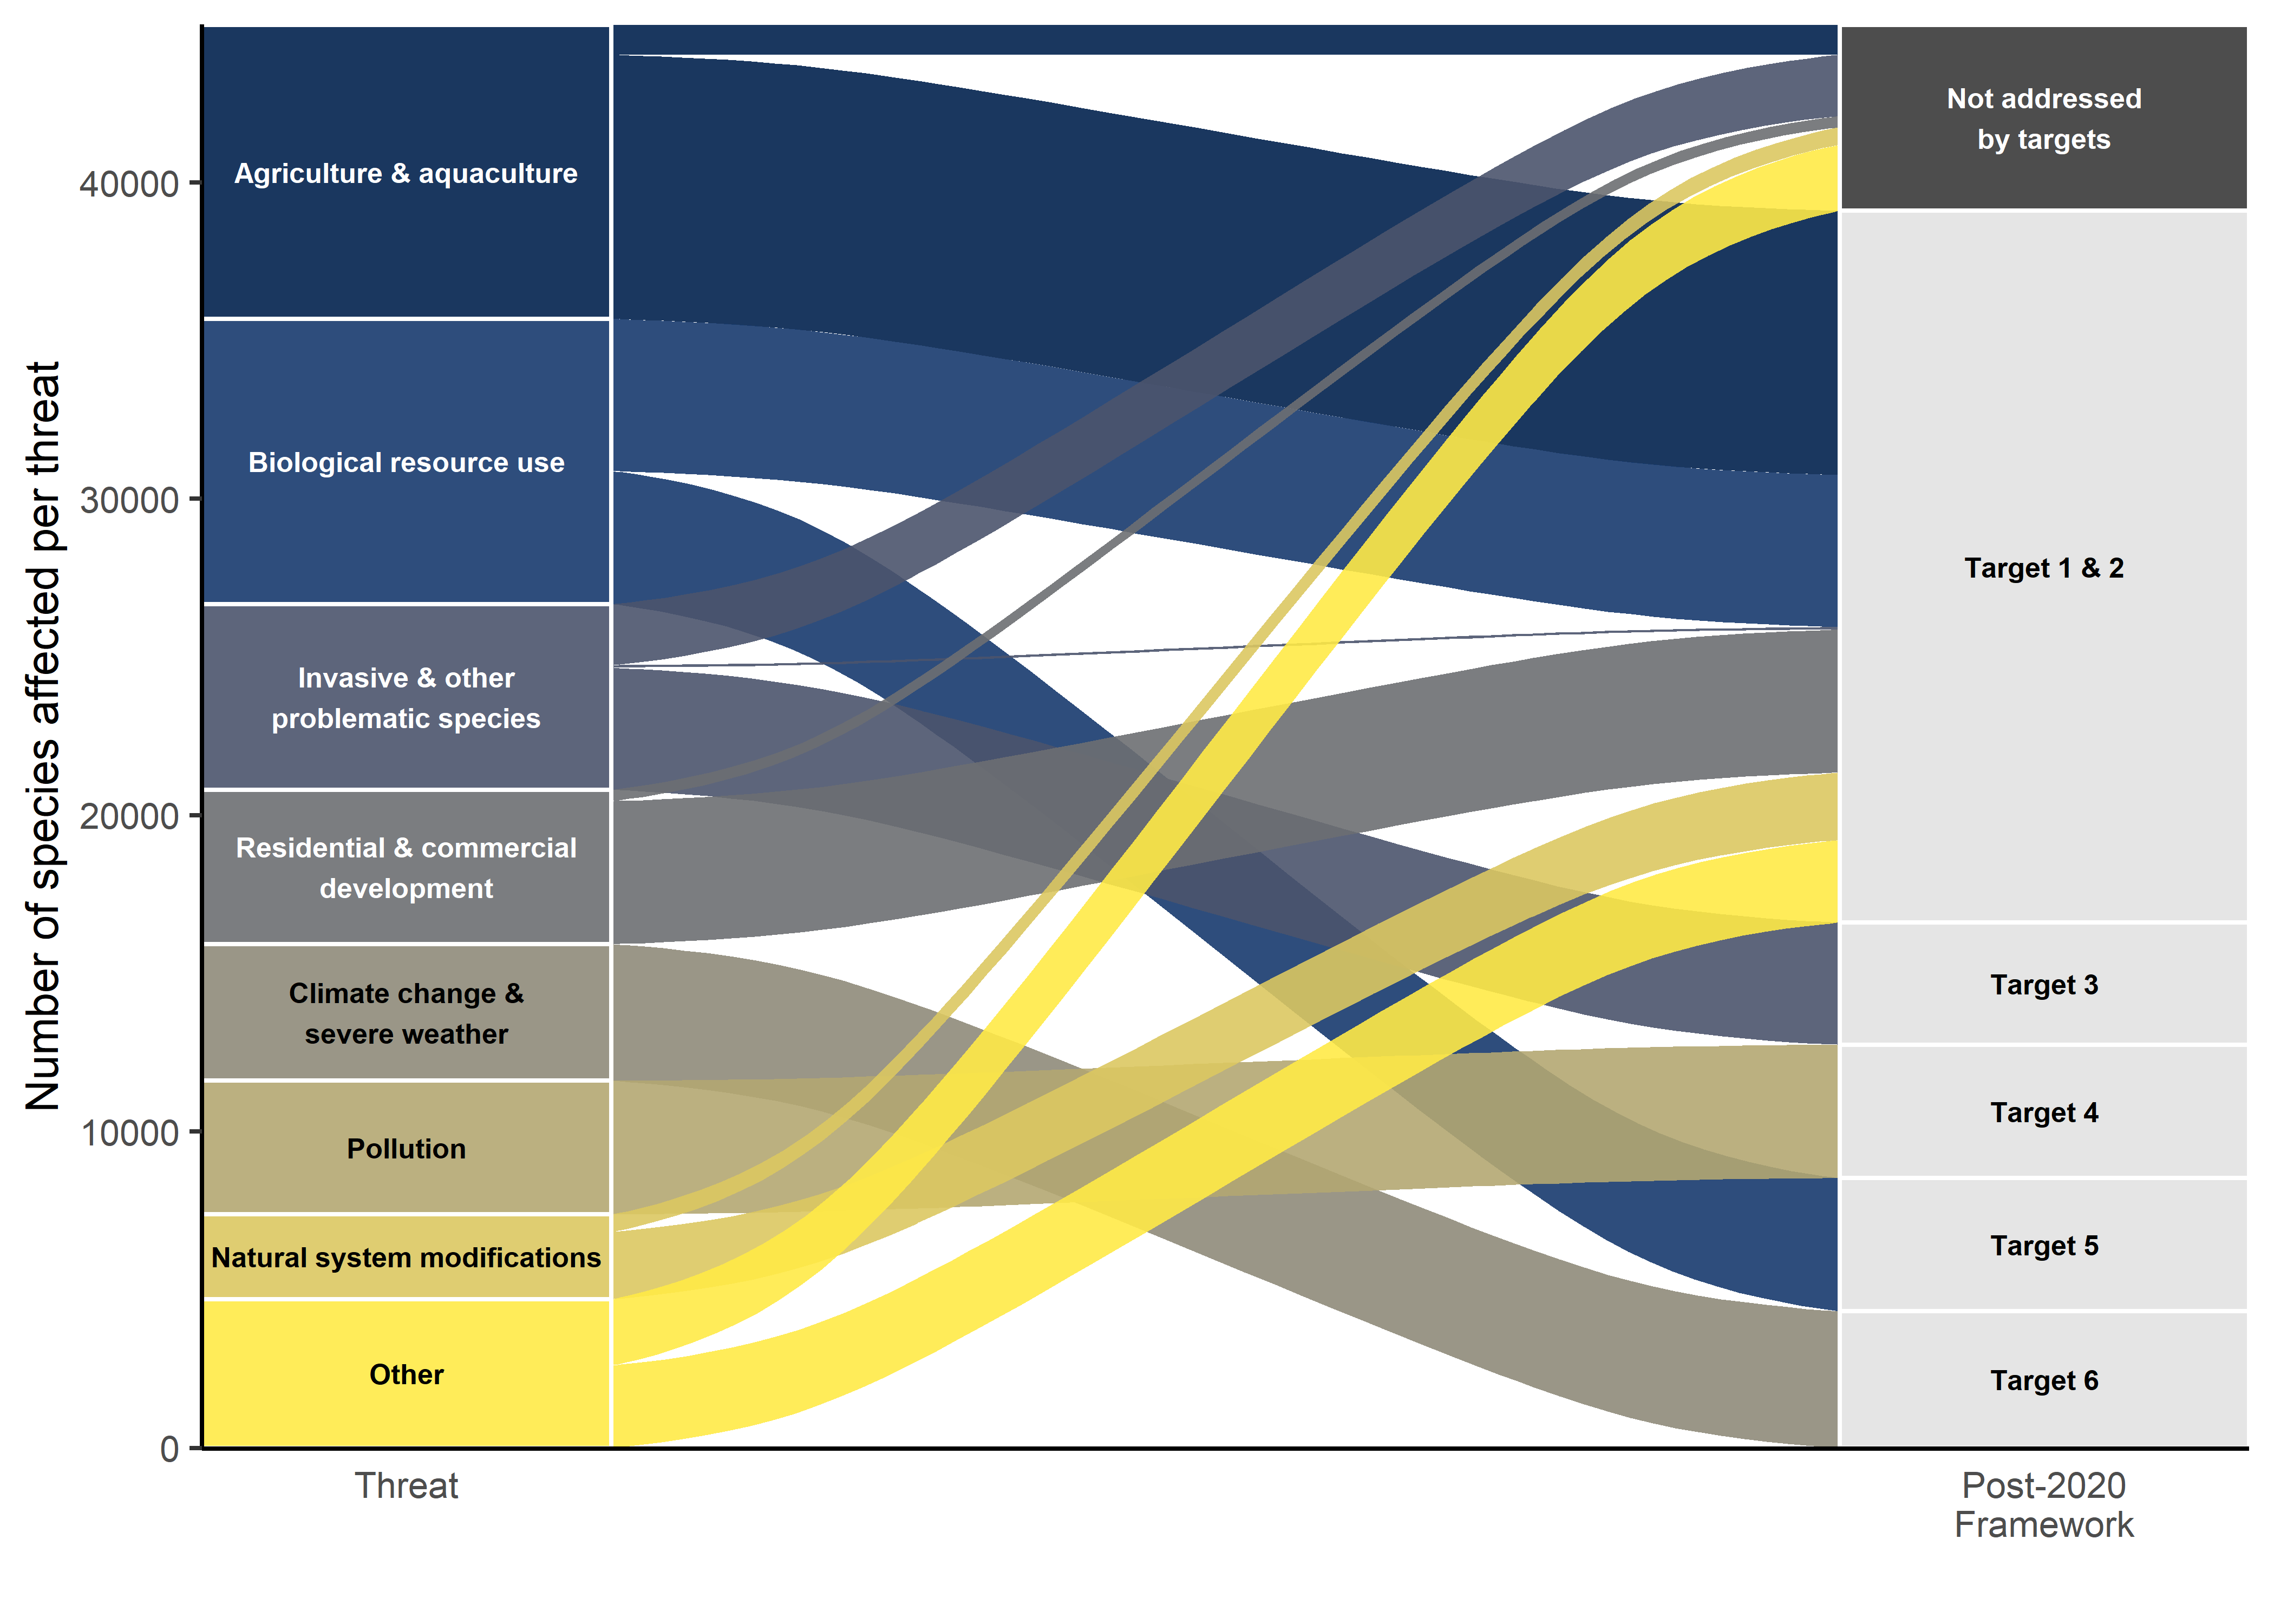 Number of species affected per threat
40000
30000
20000
10000
0
Agriculture & aquaculture
Biological resource use
Invasive & other
problematic species
Residential & commercial
development
Climate change &
severe weather
Pollution
Natural system modifications
Other
Not addressed
by targets
Target 1 & 2
Target 3
Target 4
Target 5
Target 6
Threat
Post-2020
Framework